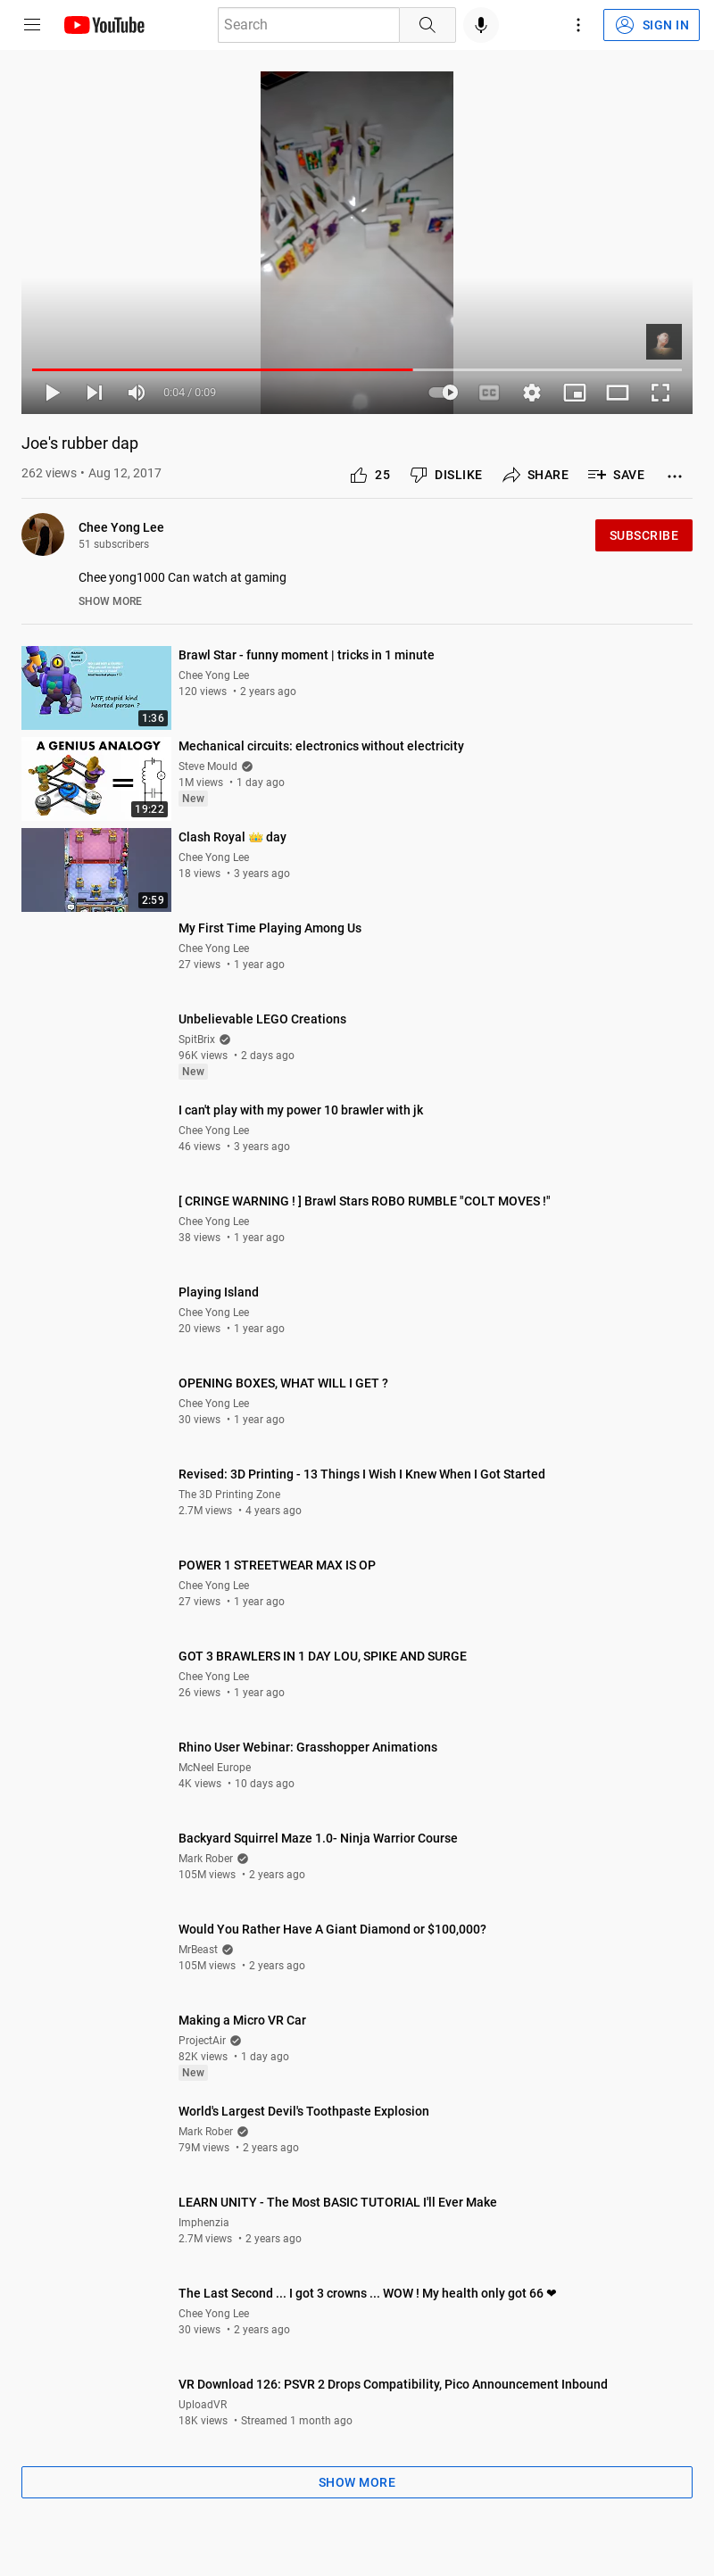 YouTube
Search
SIGN IN
0:04 / 0:09
CC
Joe's rubber dap
262 views • Aug 12, 2017
25
DISLIKE
SHARE
SAVE
Chee Yong Lee
51 subscribers
SUBSCRIBE
Chee yong1000 Can watch at gaming
SHOW MORE
WTF, stupid kind hearted person ?
1:36
Brawl Star - funny moment | tricks in 1 minute
Chee Yong Lee
120 views • 2 years ago
A GENIUS ANALOGY
=
19:22
Mechanical circuits: electronics without electricity
Steve Mould
1M views • 1 day ago
New
2:59
Clash Royal 👑 day
Chee Yong Lee
18 views • 3 years ago
My First Time Playing Among Us
Chee Yong Lee
27 views • 1 year ago
Unbelievable LEGO Creations
SpitBrix
96K views • 2 days ago
New
I can't play with my power 10 brawler with jk
Chee Yong Lee
46 views • 3 years ago
[ CRINGE WARNING ! ] Brawl Stars ROBO RUMBLE "COLT MOVES !"
Chee Yong Lee
38 views • 1 year ago
Playing Island
Chee Yong Lee
20 views • 1 year ago
OPENING BOXES, WHAT WILL I GET ?
Chee Yong Lee
30 views • 1 year ago
Revised: 3D Printing - 13 Things I Wish I Knew When I Got Started
The 3D Printing Zone
2.7M views • 4 years ago
POWER 1 STREETWEAR MAX IS OP
Chee Yong Lee
27 views • 1 year ago
GOT 3 BRAWLERS IN 1 DAY LOU, SPIKE AND SURGE
Chee Yong Lee
26 views • 1 year ago
Rhino User Webinar: Grasshopper Animations
McNeel Europe
4K views • 10 days ago
Backyard Squirrel Maze 1.0- Ninja Warrior Course
Mark Rober
105M views • 2 years ago
Would You Rather Have A Giant Diamond or $100,000?
MrBeast
105M views • 2 years ago
Making a Micro VR Car
ProjectAir
82K views • 1 day ago
New
World's Largest Devil's Toothpaste Explosion
Mark Rober
79M views • 2 years ago
LEARN UNITY - The Most BASIC TUTORIAL I'll Ever Make
Imphenzia
2.7M views • 2 years ago
The Last Second ... I got 3 crowns ... WOW ! My health only got 66 ❤
Chee Yong Lee
30 views • 2 years ago
VR Download 126: PSVR 2 Drops Compatibility, Pico Announcement Inbound
UploadVR
18K views • Streamed 1 month ago
SHOW MORE